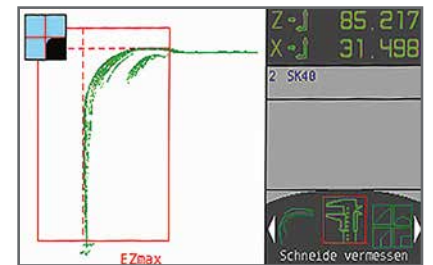 Z 85.217
X 31.498
2 SK40
EZmax
Schneide vermessen